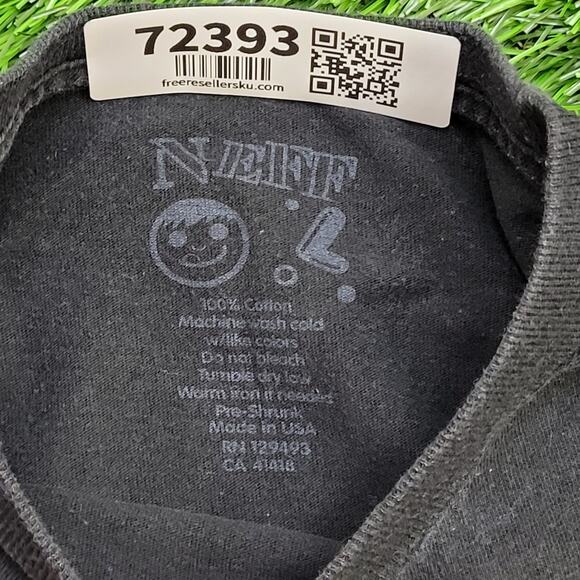 72393
freeresellersku.com
NEFF
L
100% Cotton
Machine wash cold
w/like colors
Do not bleach
Tumble dry low
Warm iron if needed
Pre-Shrunk
Made in USA
RN 129493
CA 41418